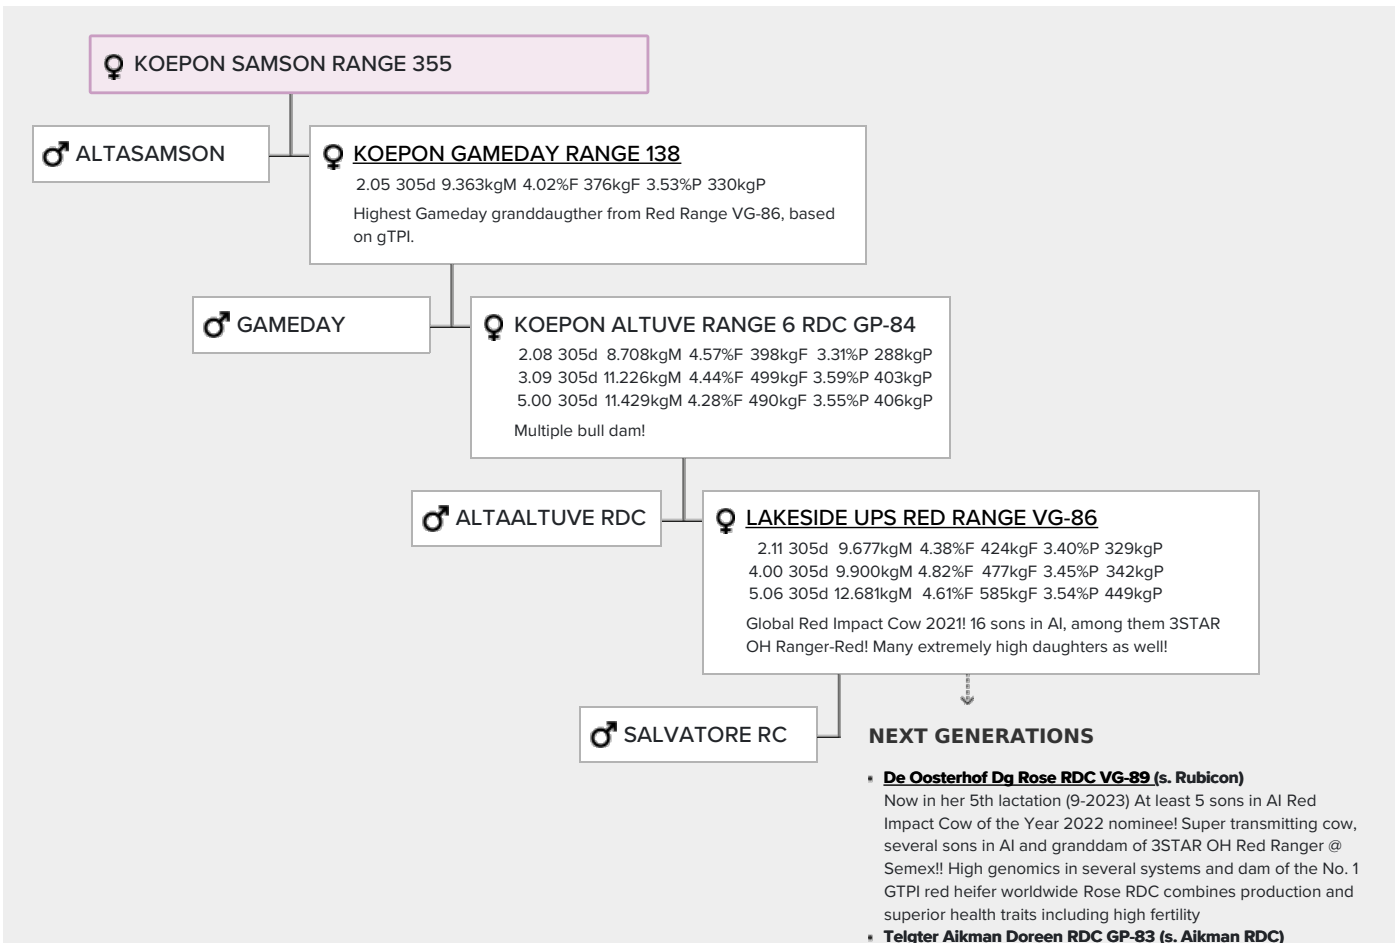 KOEPON SAMSON RANGE 355
ALTASAMSON
KOEPON GAMEDAY RANGE 138
2.05 305d 9.363kgM 4.02%F 376kgF 3.53%P 330kgP
Highest Gameday granddaugther from Red Range VG-86, based
on gTPI.
GAMEDAY
KOEPON ALTUVE RANGE 6 RDC GP-84
2.08 305d 8.708kgM 4.57%F 398kgF 3.31%P 288kgP
3.09 305d 11.226kgM 4.44%F 499kgF 3.59%P 403kgP
5.00 305d 11.429kgM 4.28%F 490kgF 3.55%P 406kgP
Multiple bull dam!
ALTAALTUVE RDC
LAKESIDE UPS RED RANGE VG-86
2.11 305d 9.677kgM 4.38%F 424kgF 3.40%P 329kgP
4.00 305d 9.900kgM 4.82%F 477kgF 3.45%P 342kgP
5.06 305d 12.681kgM 4.61%F 585kgF 3.54%P 449kgP
Global Red Impact Cow 2021! 16 sons in AI, among them 3STAR
OH Ranger-Red! Many extremely high daughters as well!
SALVATORE RC
NEXT GENERATIONS
De Oosterhof Dg Rose RDC VG-89 (s. Rubicon)
Now in her 5th lactation (9-2023) At least 5 sons in AI Red
Impact Cow of the Year 2022 nominee! Super transmitting cow,
several sons in AI and granddam of 3STAR OH Red Ranger @
Semex!! High genomics in several systems and dam of the No. 1
GTPI red heifer worldwide Rose RDC combines production and
superior health traits including high fertility
Telgter Aikman Doreen RDC GP-83 (s. Aikman RDC)